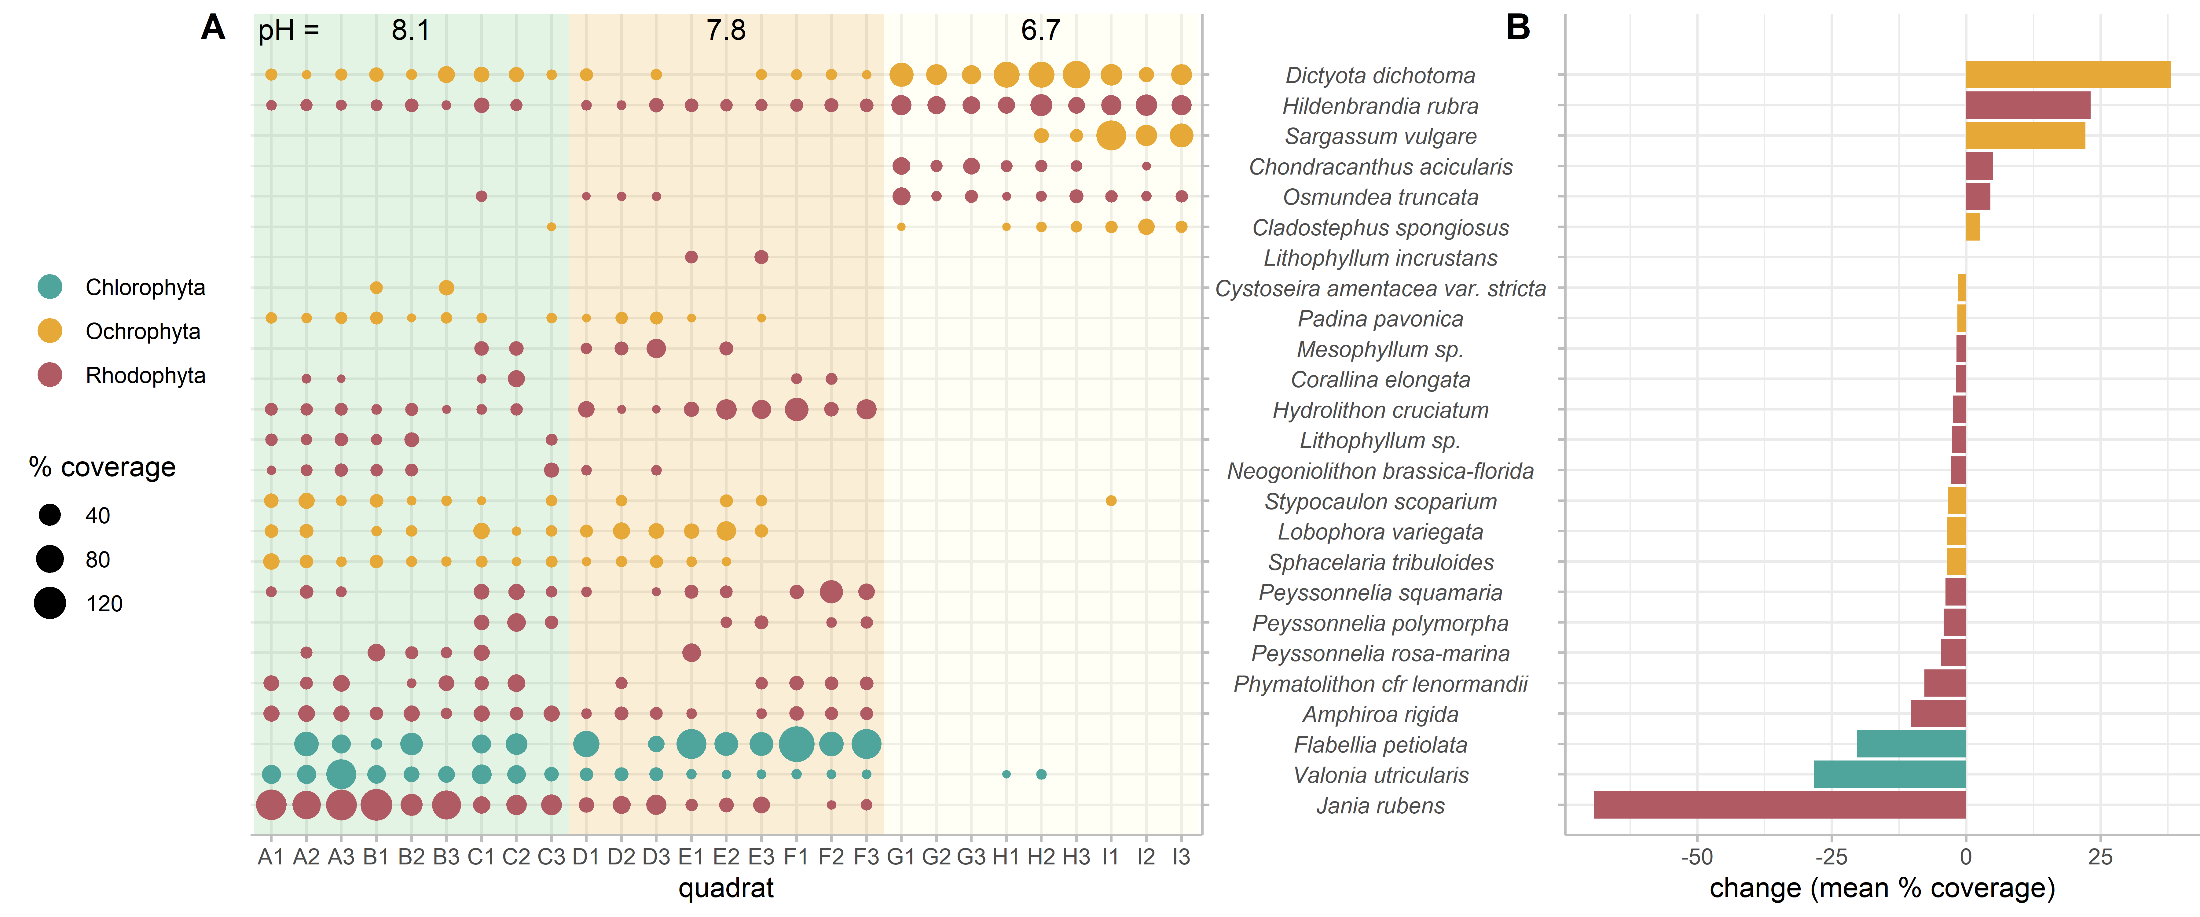 A
pH = 8.1 7.8 6.7
B
Chlorophyta
Ochrophyta
Rhodophyta
% coverage
40
80
120
Dictyota dichotoma
Hildenbrandia rubra
Sargassum vulgare
Chondracanthus acicularis
Osmundea truncata
Cladostephus spongiosus
Lithophyllum incrustans
Cystoseira amentacea var. stricta
Padina pavonica
Mesophyllum sp.
Corallina elongata
Hydrolithon cruciatum
Lithophyllum sp.
Neogoniolithon brassica-florida
Stypocaulon scoparium
Lobophora variegata
Sphacelaria tribuloides
Peyssonnelia squamaria
Peyssonnelia polymorpha
Peyssonnelia rosa-marina
Phymatolithon cfr lenormandii
Amphiroa rigida
Flabellia petiolata
Valonia utricularis
Jania rubens
A1 A2 A3 B1 B2 B3 C1 C2 C3 D1 D2 D3 E1 E2 E3 F1 F2 F3 G1 G2 G3 H1 H2 H3 I1 I2 I3
quadrat
-50 -25 0 25
change (mean % coverage)